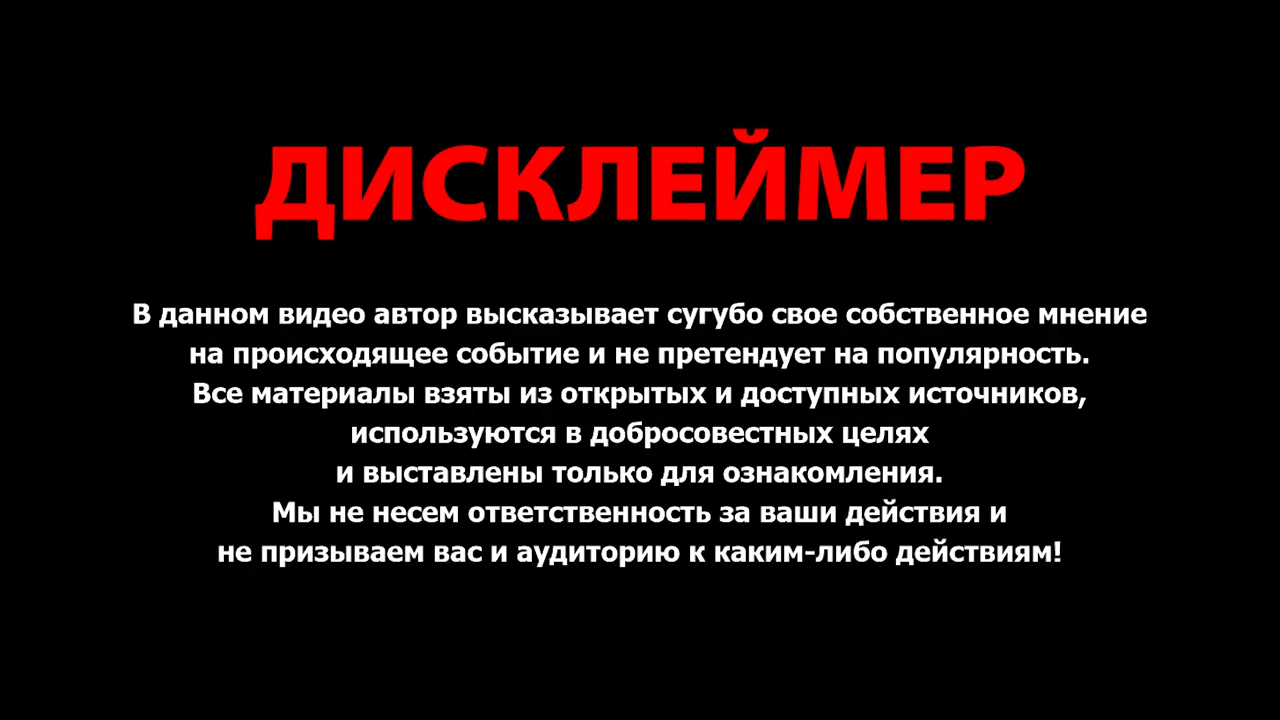 ДИСКЛЕЙМЕР
В данном видео автор высказывает сугубо свое собственное мнение
на происходящее событие и не претендует на популярность.
Все материалы взяты из открытых и доступных источников,
используются в добросовестных целях
и выставлены только для ознакомления.
Мы не несем ответственность за ваши действия и
не призываем вас и аудиторию к каким-либо действиям!